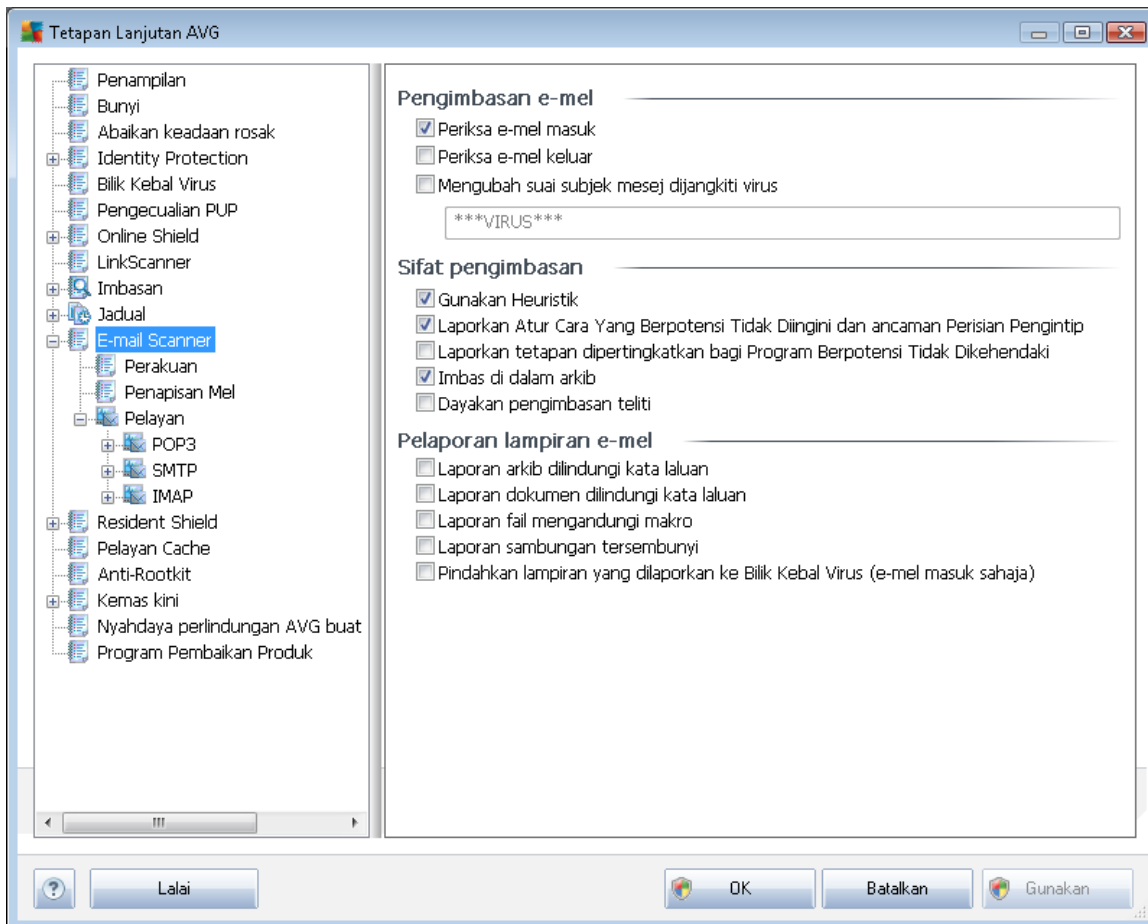 Tetapan Lanjutan AVG
Penampilan
Bunyi
Abaikan keadaan rosak
Identity Protection
Bilik Kebal Virus
Pengecualian PUP
Online Shield
LinkScanner
Imbasan
Jadual
E-mail Scanner
Perakuan
Penapisan Mel
Pelayan
POP3
SMTP
IMAP
Resident Shield
Pelayan Cache
Anti-Rootkit
Kemas kini
Nyahdaya perlindungan AVG buat
Program Pembaikan Produk
Pengimbasan e-mel
Periksa e-mel masuk
Periksa e-mel keluar
Mengubah suai subjek mesej dijangkiti virus
***VIRUS***
Sifat pengimbasan
Gunakan Heuristik
Laporkan Atur Cara Yang Berpotensi Tidak Diingini dan ancaman Perisian Pengintip
Laporkan tetapan dipertingkatkan bagi Program Berpotensi Tidak Dikehendaki
Imbas di dalam arkib
Dayakan pengimbasan teliti
Pelaporan lampiran e-mel
Laporan arkib dilindungi kata laluan
Laporan dokumen dilindungi kata laluan
Laporan fail mengandungi makro
Laporan sambungan tersembunyi
Pindahkan lampiran yang dilaporkan ke Bilik Kebal Virus (e-mel masuk sahaja)
? Lalai OK Batalkan Gunakan